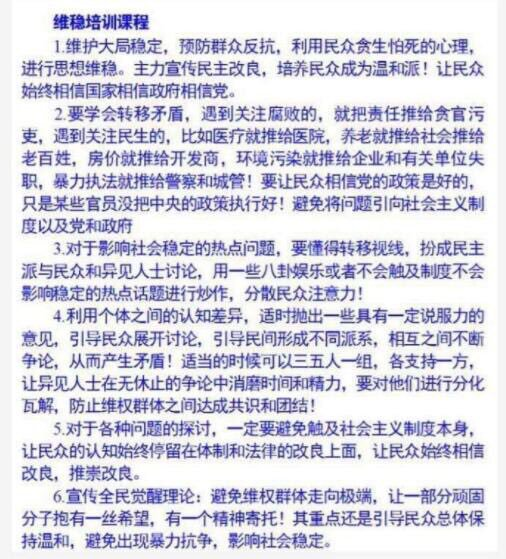 维稳培训课程
1.维护大局稳定，预防群众反抗，利用民众贪生怕死的心理，
进行思想维稳。主力宣传民主改良，培养民众成为温和派！让民众
始终相信国家相信政府相信党。
2.要学会转移矛盾，遇到关注腐败的，就把责任推给贪官污
吏，遇到关注民生的，比如医疗就推给医院，养老就推给社会推给
老百姓，房价就推给开发商，环境污染就推给企业和有关单位失
职，暴力执法就推给警察和城管！要让民众相信党的政策是好的，
只是某些官员没把中央的政策执行好！避免将问题引向社会主义制
度以及党和政府
3.对于影响社会稳定的热点问题，要懂得转移视线，扮成民主
派与民众和异见人士讨论，用一些八卦娱乐或者不会触及制度不会
影响稳定的热点话题进行炒作，分散民众注意力！
4.利用个体之间的认知差异，适时抛出一些具有一定说服力的
意见，引导民众展开讨论，引导民间形成不同派系，相互之间不断
争论，从而产生矛盾！适当的时候可以三五人一组，各支持一方，
让异见人士在无休止的争论中消磨时间和精力，要对他们进行分化
瓦解，防止维权群体之间达成共识和团结！
5.对于各种问题的探讨，一定要避免触及社会主义制度本身，
让民众的认知始终停留在体制和法律的改良上面，让民众始终相信
改良，推崇改良。
6.宣传全民觉醒理论：避免维权群体走向极端，让一部分顽固
分子抱有一丝希望，有一个精神寄托！其重点还是引导民众总体保
持温和，避免出现暴力抗争，影响社会稳定。